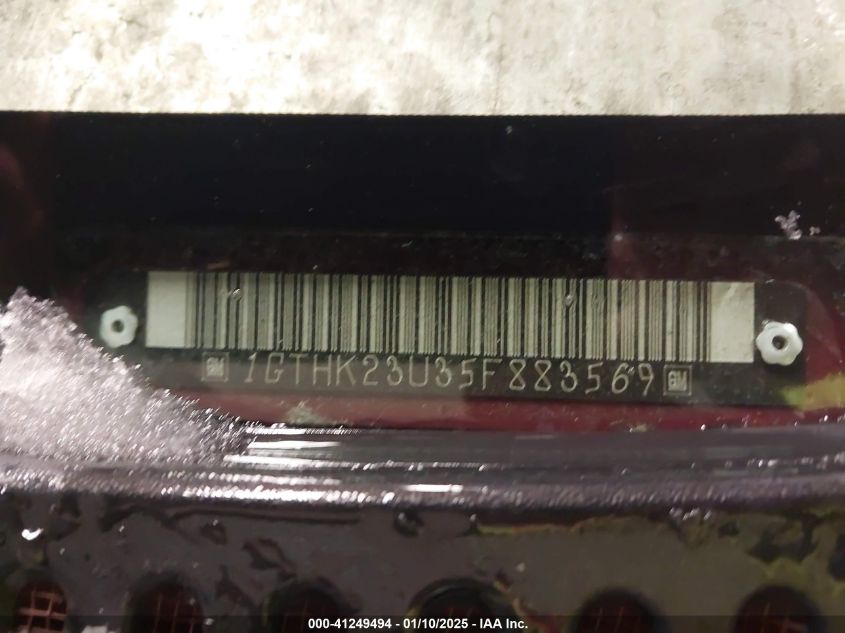 GM 1GTHK23U35F883569 GM
000-41249494 - 01/10/2025 - IAA Inc.